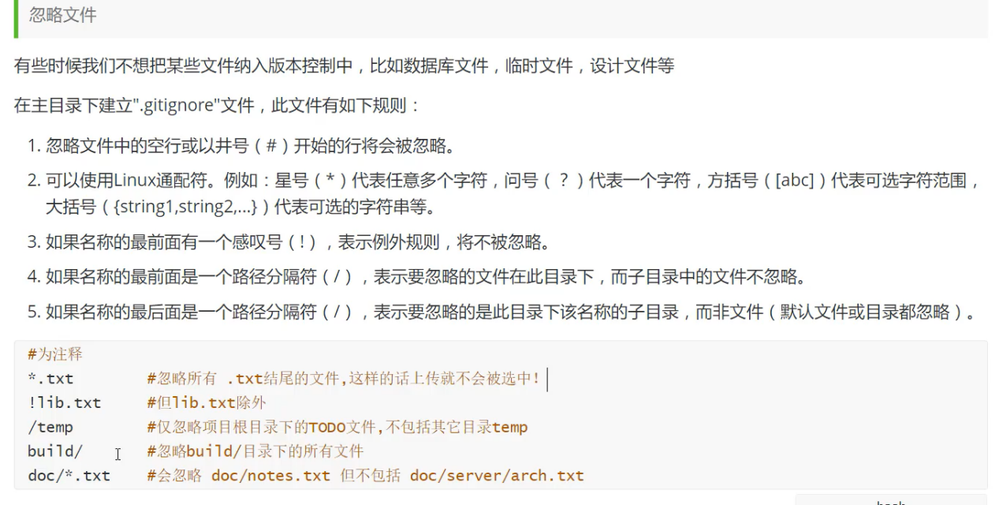 忽略文件
有些时候我们不想把某些文件纳入版本控制中，比如数据库文件，临时文件，设计文件等
在主目录下建立".gitignore"文件，此文件有如下规则：
1. 忽略文件中的空行或以井号（#）开始的行将会被忽略。
2. 可以使用Linux通配符。例如：星号（*）代表任意多个字符，问号（？）代表一个字符，方括号（[abc]）代表可选字符范围，
大括号（{string1,string2,...}）代表可选的字符串等。
3. 如果名称的最前面有一个感叹号（!），表示例外规则，将不被忽略。
4. 如果名称的最前面是一个路径分隔符（/），表示要忽略的文件在此目录下，而子目录中的文件不忽略。
5. 如果名称的最后面是一个路径分隔符（/），表示要忽略的是此目录下该名称的子目录，而非文件（默认文件或目录都忽略）。
#为注释
*.txt #忽略所有 .txt结尾的文件,这样的话上传就不会被选中!
!lib.txt #但lib.txt除外
/temp #仅忽略项目根目录下的TODO文件,不包括其它目录temp
build/ #忽略build/目录下的所有文件
doc/*.txt #会忽略 doc/notes.txt 但不包括 doc/server/arch.txt